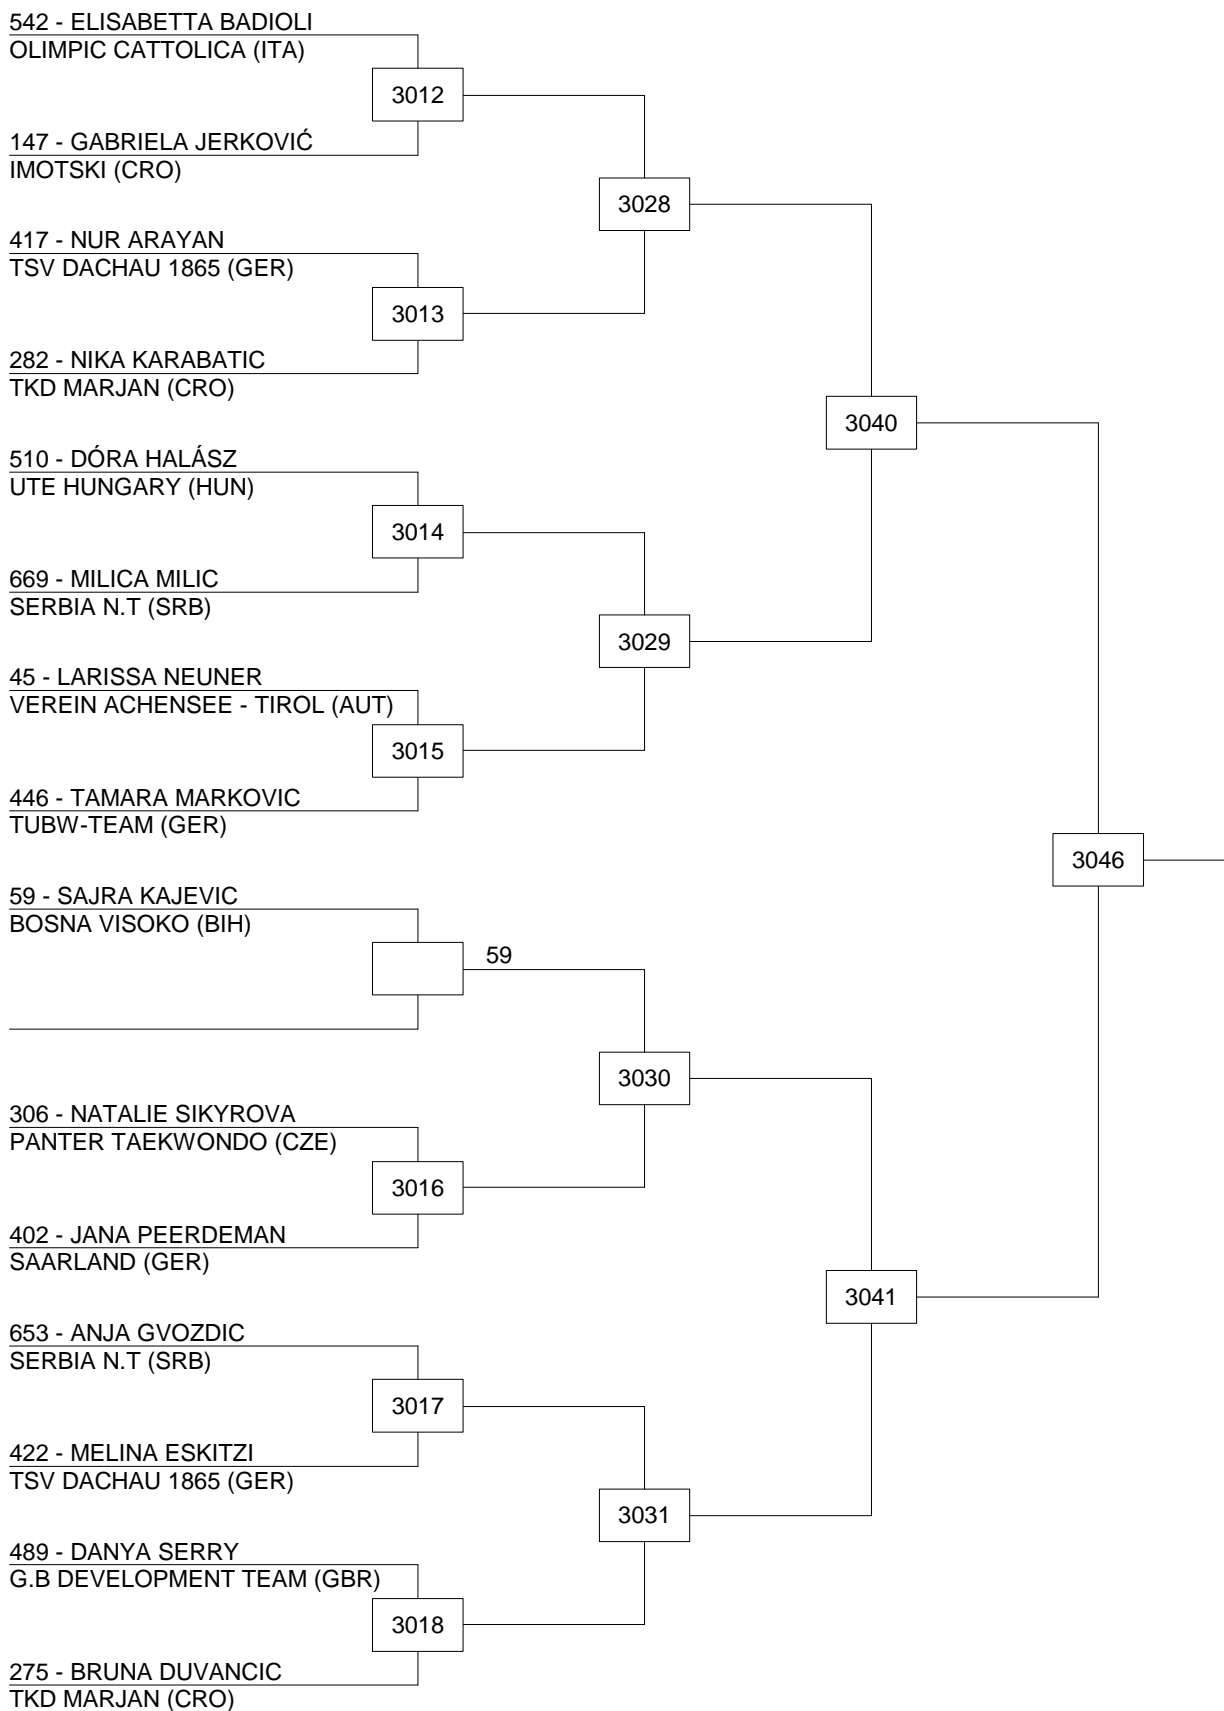 542 - ELISABETTA BADIOLI
OLIMPIC CATTOLICA (ITA)
3012
147 - GABRIELA JERKOVIĆ
IMOTSKI (CRO)
3028
417 - NUR ARAYAN
TSV DACHAU 1865 (GER)
3013
282 - NIKA KARABATIC
TKD MARJAN (CRO)
3040
510 - DÓRA HALÁSZ
UTE HUNGARY (HUN)
3014
669 - MILICA MILIC
SERBIA N.T (SRB)
3029
45 - LARISSA NEUNER
VEREIN ACHENSEE - TIROL (AUT)
3015
446 - TAMARA MARKOVIC
TUBW-TEAM (GER)
3046
59 - SAJRA KAJEVIC
BOSNA VISOKO (BIH)
59
3030
306 - NATALIE SIKYROVA
PANTER TAEKWONDO (CZE)
3016
402 - JANA PEERDEMAN
SAARLAND (GER)
3041
653 - ANJA GVOZDIC
SERBIA N.T (SRB)
3017
422 - MELINA ESKITZI
TSV DACHAU 1865 (GER)
3031
489 - DANYA SERRY
G.B DEVELOPMENT TEAM (GBR)
3018
275 - BRUNA DUVANCIC
TKD MARJAN (CRO)